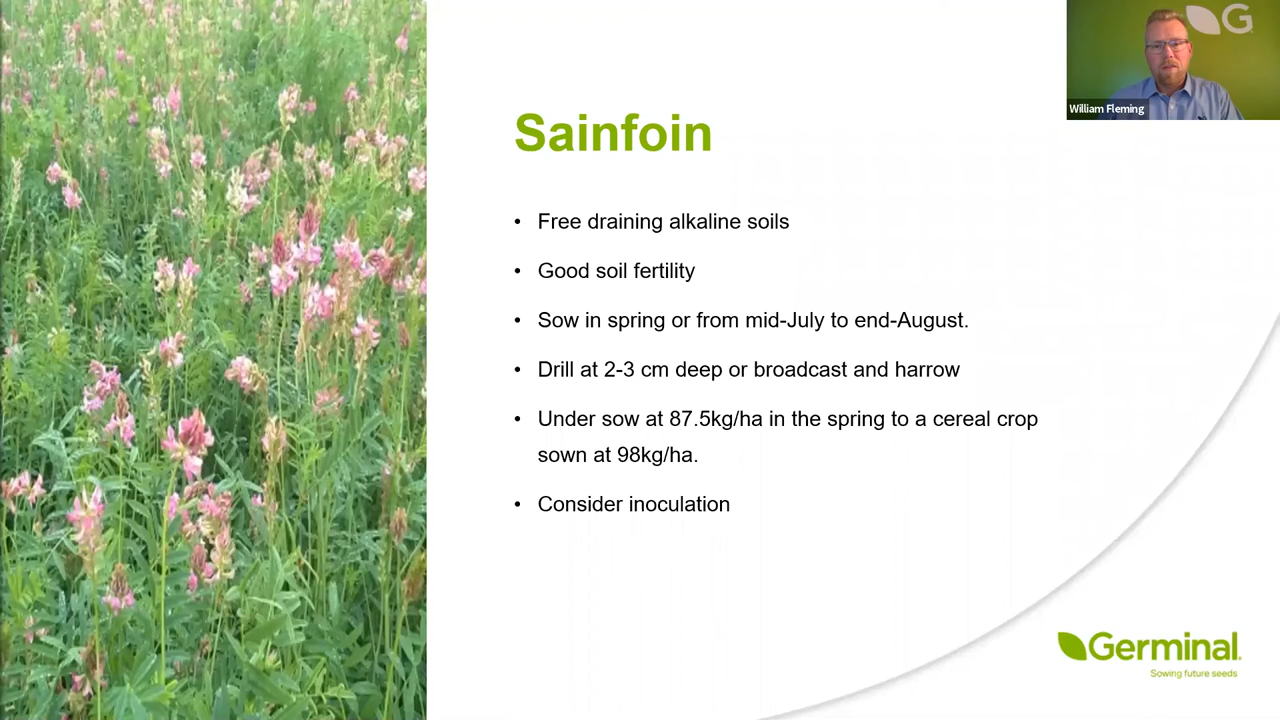 G
William Fleming
Sainfoin
• Free draining alkaline soils
• Good soil fertility
• Sow in spring or from mid-July to end-August.
• Drill at 2-3 cm deep or broadcast and harrow
• Under sow at 87.5kg/ha in the spring to a cereal crop
sown at 98kg/ha.
• Consider inoculation
Germinal
Sowing future seeds